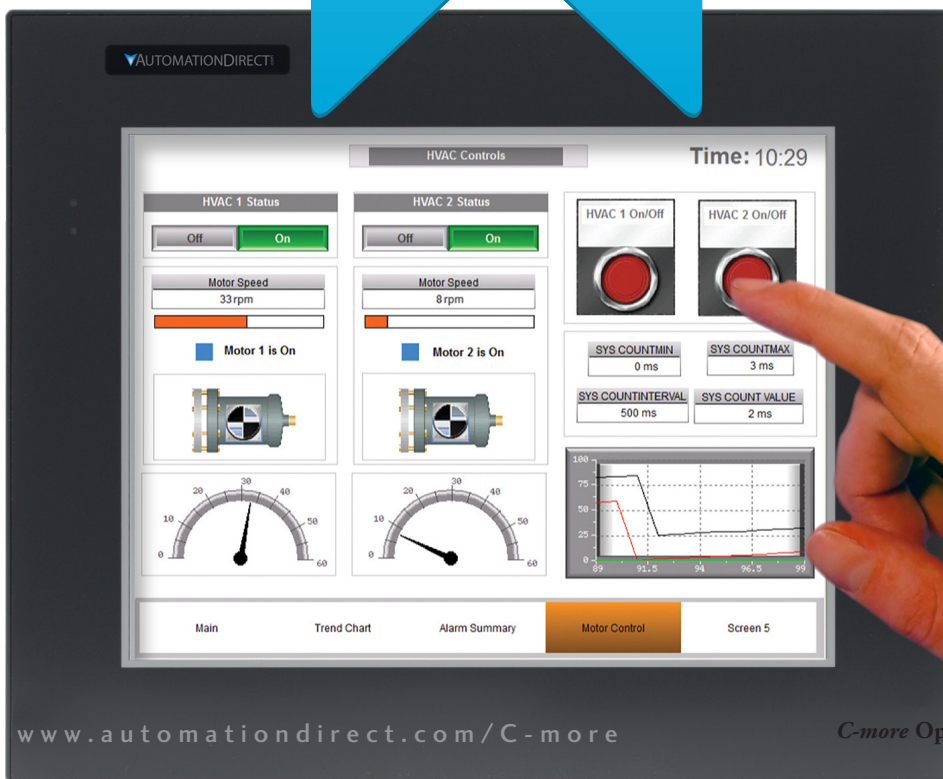 AUTOMATIONDIRECT
HVAC Controls
Time: 10:29
HVAC 1 Status
Off On
Motor Speed
33 rpm
Motor 1 is On
0 10 20 30 40 50 60
HVAC 2 Status
Off On
Motor Speed
8 rpm
Motor 2 is On
0 10 20 30 40 50 60
HVAC 1 On/Off
HVAC 2 On/Off
SYS COUNTMIN
0 ms
SYS COUNTMAX
3 ms
SYS COUNTINTERVAL
500 ms
SYS COUNT VALUE
2 ms
100
75
50
25
0
89 91.5 94 96.5 99
Main Trend Chart Alarm Summary Motor Control Screen 5
www.automationdirect.com/C-more
C-more Op